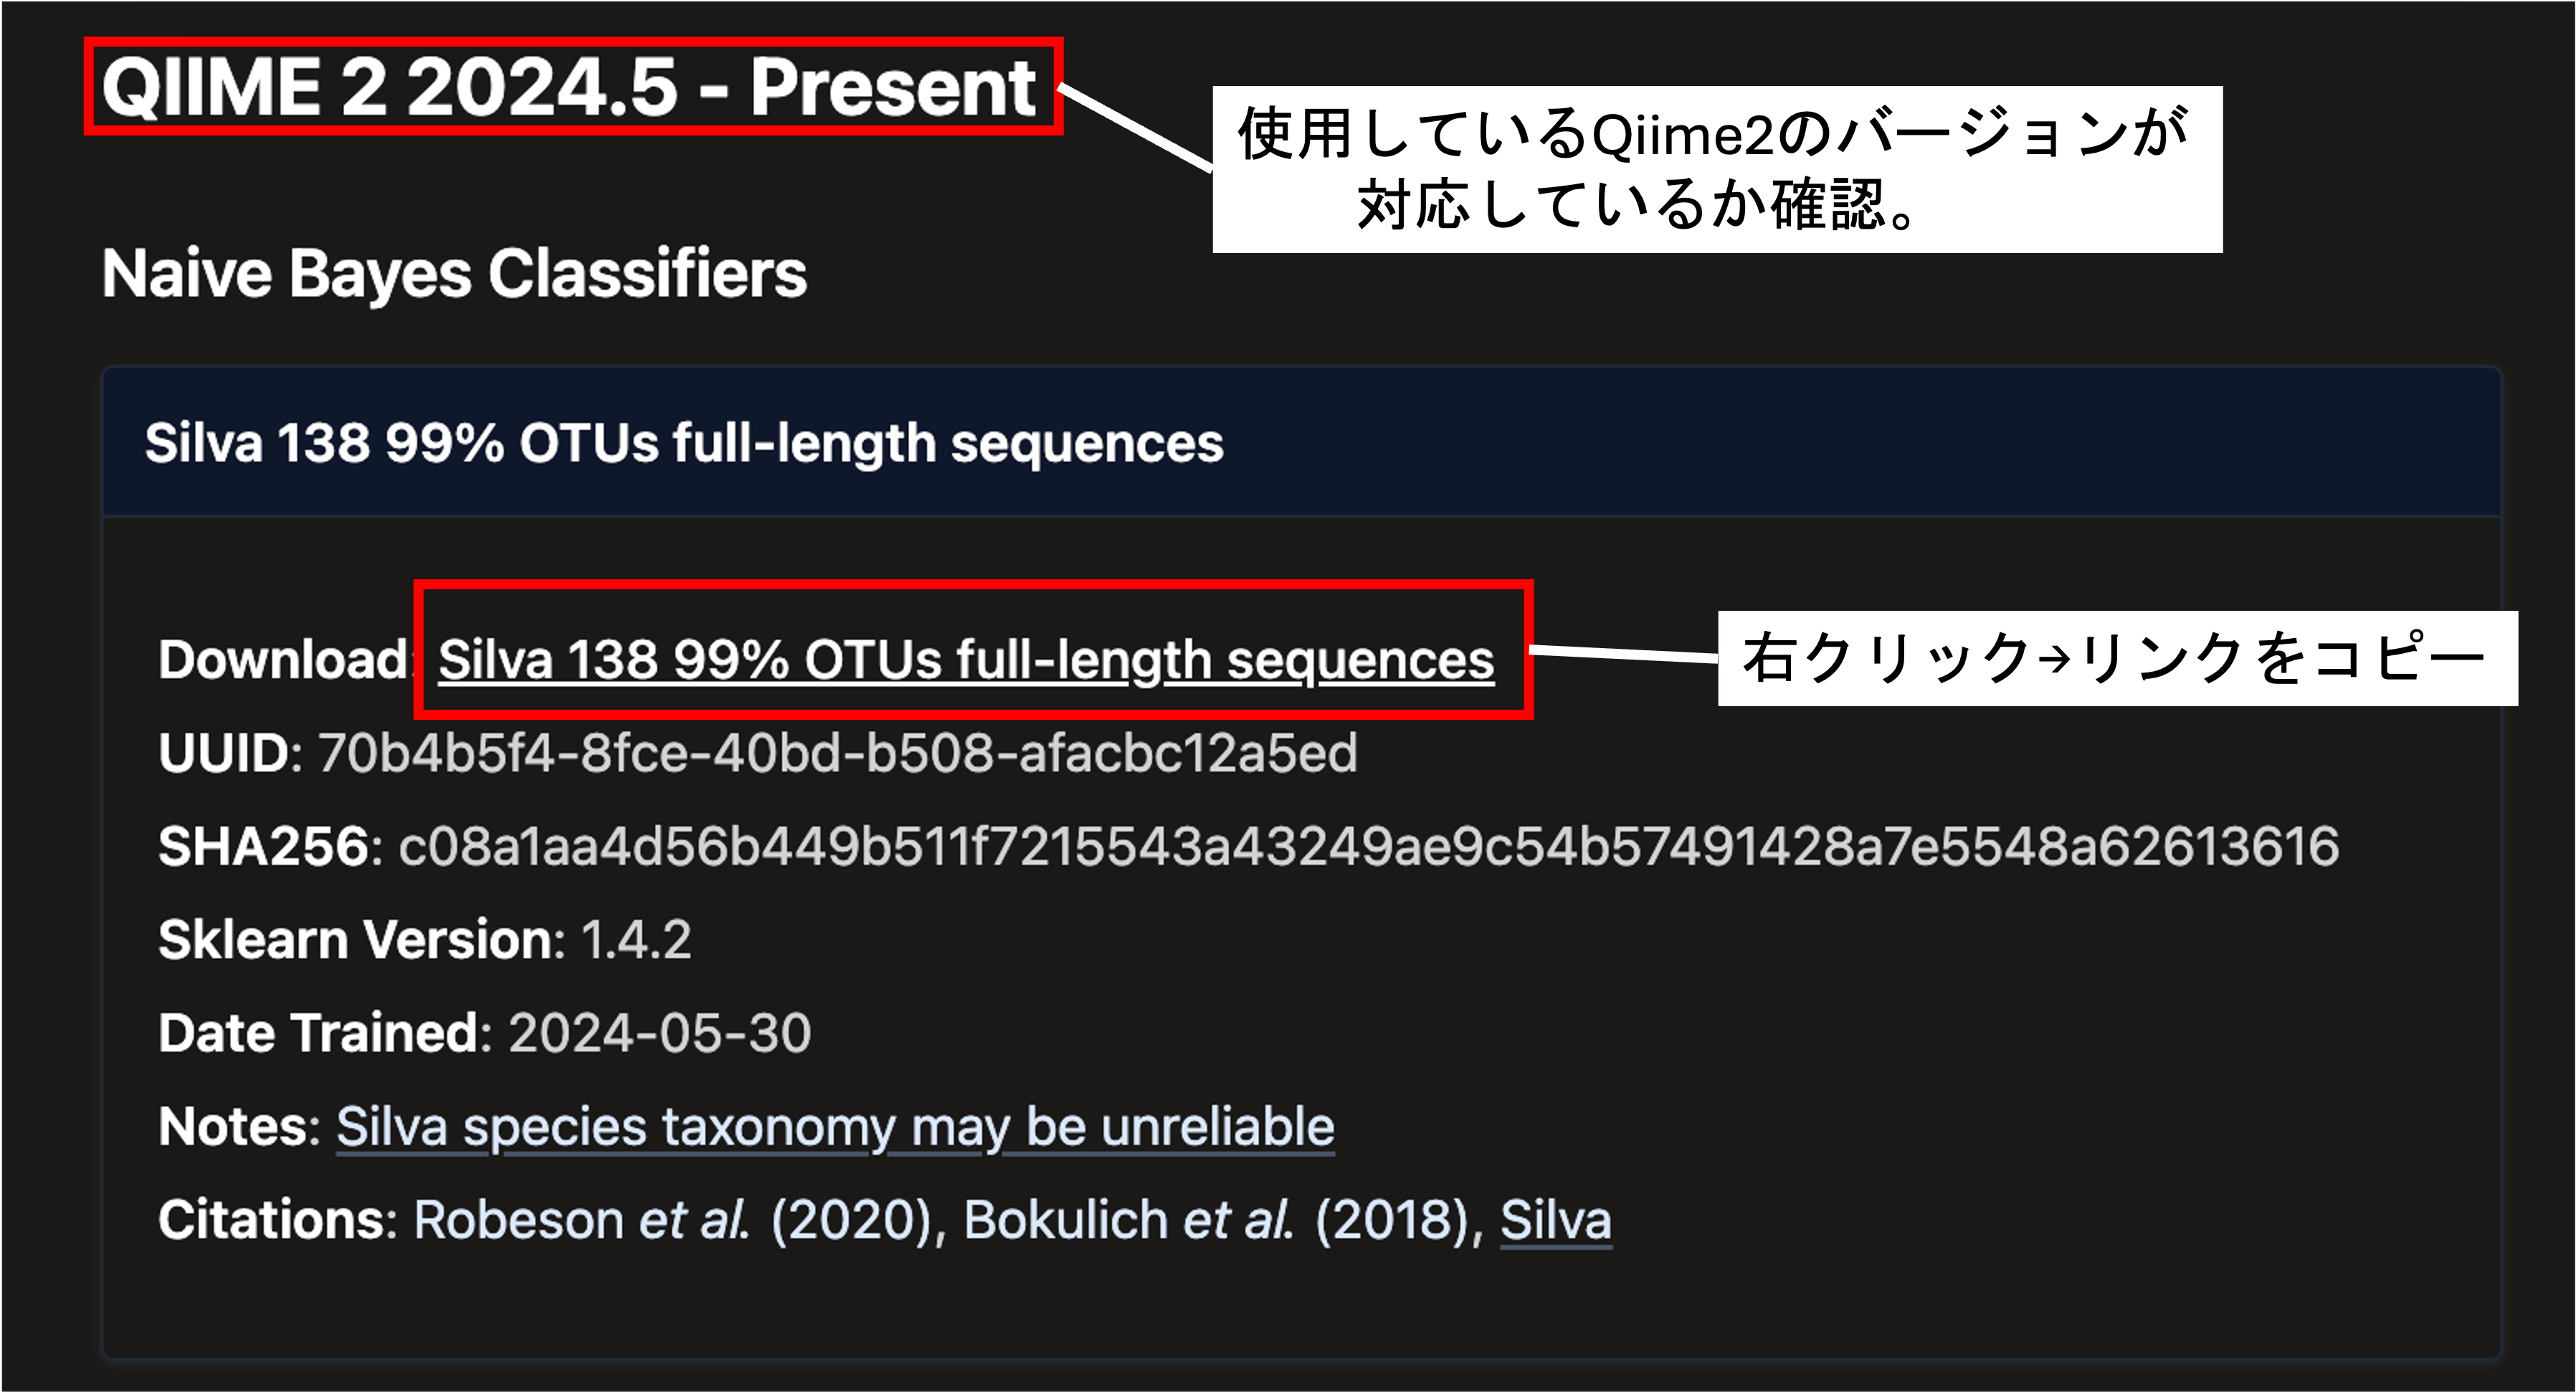 QIIME 2 2024.5 - Present
使用しているQiime2のバージョンが
対応しているか確認。
Naive Bayes Classifiers
Silva 138 99% OTUs full-length sequences
Download: Silva 138 99% OTUs full-length sequences
右クリック→リンクをコピー
UUID: 70b4b5f4-8fce-40bd-b508-afacbc12a5ed
SHA256: c08a1aa4d56b449b511f7215543a43249ae9c54b57491428a7e5548a62613616
Sklearn Version: 1.4.2
Date Trained: 2024-05-30
Notes: Silva species taxonomy may be unreliable
Citations: Robeson et al. (2020), Bokulich et al. (2018), Silva